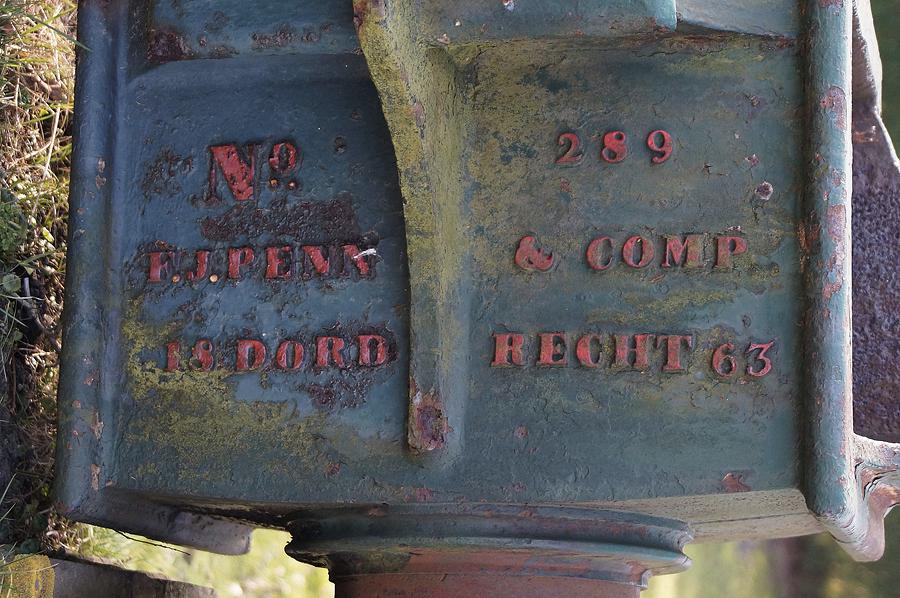 No. 289
F.J. PENN & COMP
18 DORDRECHT 63